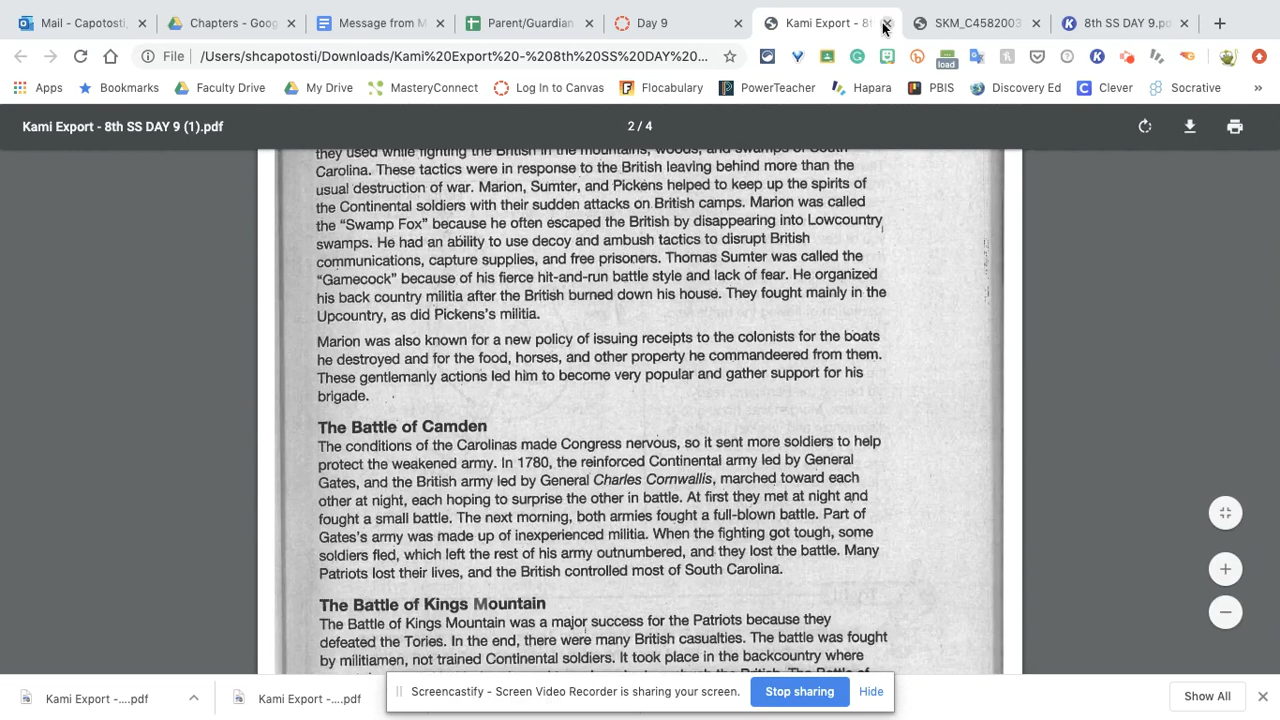 Mail - Capotosti,
Chapters - Goog
Message from M
Parent/Guardian
Day 9
Kami Export - 8th
SKM_C4582003
8th SS DAY 9.pd
File
/Users/shcapotosti/Downloads/Kami%20Export%20-%208th%20SS%20DAY%20...
load
Apps
Bookmarks
Faculty Drive
My Drive
MasteryConnect
Log In to Canvas
Flocabulary
PowerTeacher
Hapara
PBIS
Discovery Ed
Clever
Socrative
»
Kami Export - 8th SS DAY 9 (1).pdf
2 / 4
they used while fighting the British in the mountains, woods, and swamps of South
Carolina. These tactics were in response to the British leaving behind more than the
usual destruction of war. Marion, Sumter, and Pickens helped to keep up the spirits of
the Continental soldiers with their sudden attacks on British camps. Marion was called
the “Swamp Fox” because he often escaped the British by disappearing into Lowcountry
swamps. He had an ability to use decoy and ambush tactics to disrupt British
communications, capture supplies, and free prisoners. Thomas Sumter was called the
“Gamecock” because of his fierce hit-and-run battle style and lack of fear. He organized
his back country militia after the British burned down his house. They fought mainly in the
Upcountry, as did Pickens's militia.
Marion was also known for a new policy of issuing receipts to the colonists for the boats
he destroyed and for the food, horses, and other property he commandeered from them.
These gentlemanly actions led him to become very popular and gather support for his
brigade.
The Battle of Camden
The conditions of the Carolinas made Congress nervous, so it sent more soldiers to help
protect the weakened army. In 1780, the reinforced Continental army led by General
Gates, and the British army led by General Charles Cornwallis, marched toward each
other at night, each hoping to surprise the other in battle. At first they met at night and
fought a small battle. The next morning, both armies fought a full-blown battle. Part of
Gates's army was made up of inexperienced militia. When the fighting got tough, some
soldiers fled, which left the rest of his army outnumbered, and they lost the battle. Many
Patriots lost their lives, and the British controlled most of South Carolina.
The Battle of Kings Mountain
The Battle of Kings Mountain was a major success for the Patriots because they
defeated the Tories. In the end, there were many British casualties. The battle was fought
by militiamen, not trained Continental soldiers. It took place in the backcountry where
Kami Export -....pdf
Kami Export -....pdf
Screencastify - Screen Video Recorder is sharing your screen.
Stop sharing
Hide
Show All